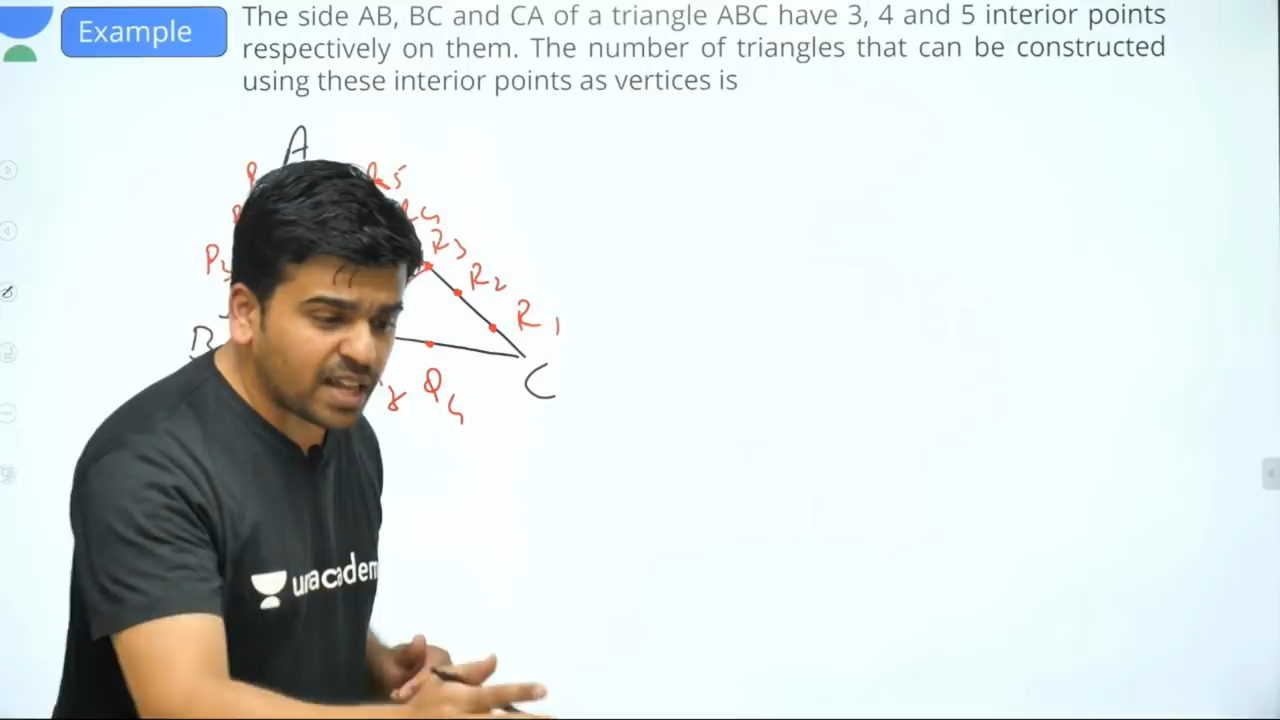 Example
The side AB, BC and CA of a triangle ABC have 3, 4 and 5 interior points
respectively on them. The number of triangles that can be constructed
using these interior points as vertices is
A
R3
R2
R1
P3
B
Q4
C
unacadem